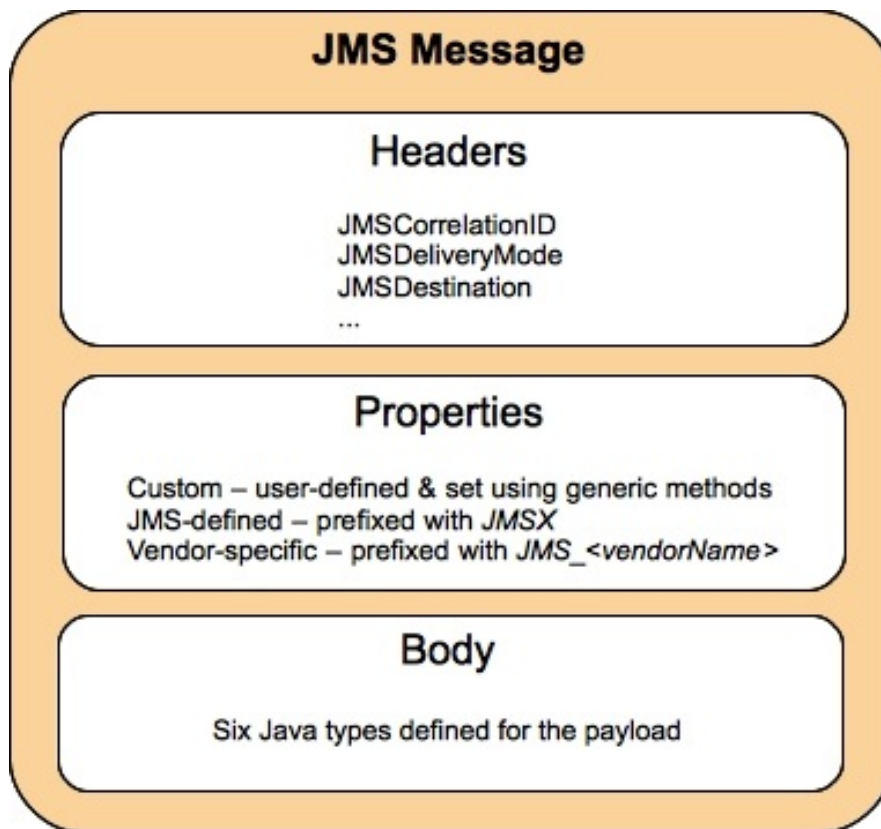 JMS Message
Headers
JMSCorrelationID
JMSDeliveryMode
JMSDestination
...
Properties
Custom – user-defined & set using generic methods
JMS-defined – prefixed with JMSX
Vendor-specific – prefixed with JMS_<vendorName>
Body
Six Java types defined for the payload